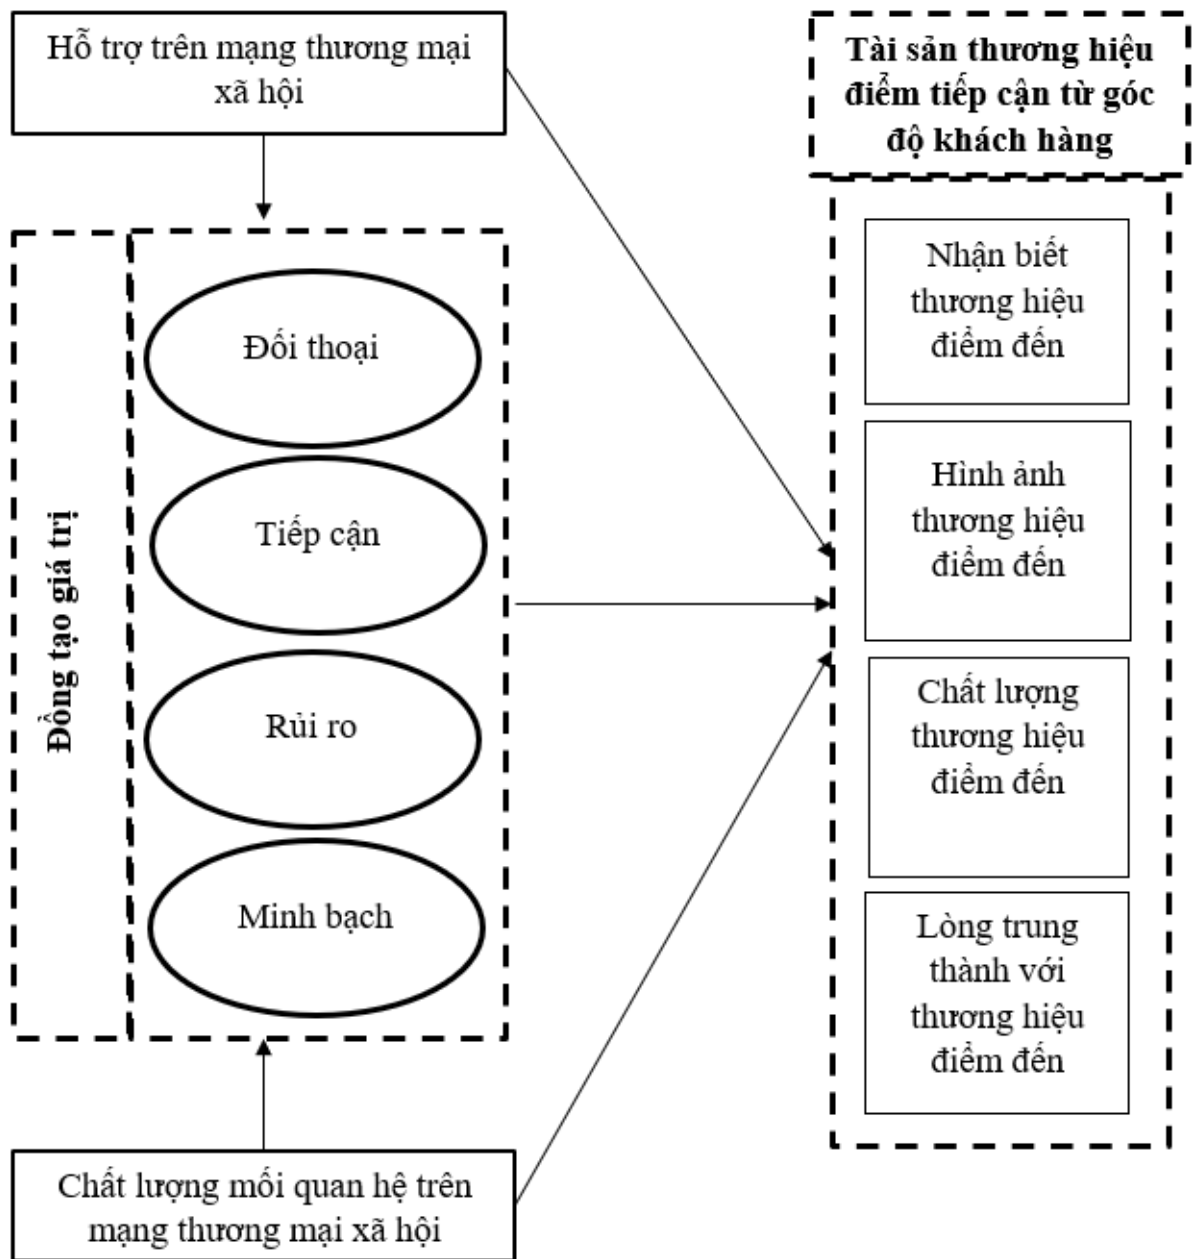 Hỗ trợ trên mạng thương mại
xã hội
Tài sản thương hiệu
điểm tiếp cận từ góc
độ khách hàng
Đồng tạo giá trị
Đối thoại
Tiếp cận
Rủi ro
Minh bạch
Nhận biết
thương hiệu
điểm đến
Hình ảnh
thương hiệu
điểm đến
Chất lượng
thương hiệu
điểm đến
Lòng trung
thành với
thương hiệu
điểm đến
Chất lượng mối quan hệ trên
mạng thương mại xã hội